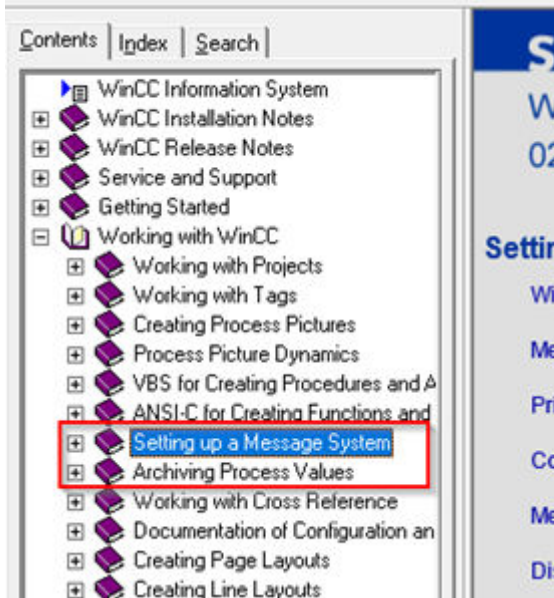 Contents
Index
Search
WinCC Information System
WinCC Installation Notes
WinCC Release Notes
Service and Support
Getting Started
Working with WinCC
Working with Projects
Working with Tags
Creating Process Pictures
Process Picture Dynamics
VBS for Creating Procedures and A
ANSI-C for Creating Functions and
Setting up a Message System
Archiving Process Values
Working with Cross Reference
Documentation of Configuration an
Creating Page Layouts
Creating Line Layouts
S
W
02
Settin
Wi
Me
Pri
Co
Me
Dis